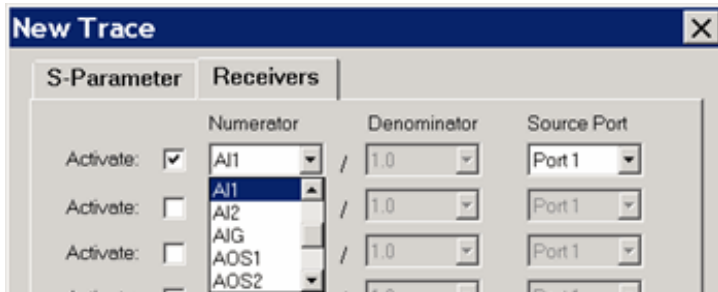 New Trace
S-Parameter Receivers
Numerator Denominator Source Port
Activate: AI1 / 1.0 Port 1
AI1
Activate: AI2 / 1.0 Port 1
AIG
Activate: AOS1 / 1.0 Port 1
AOS2